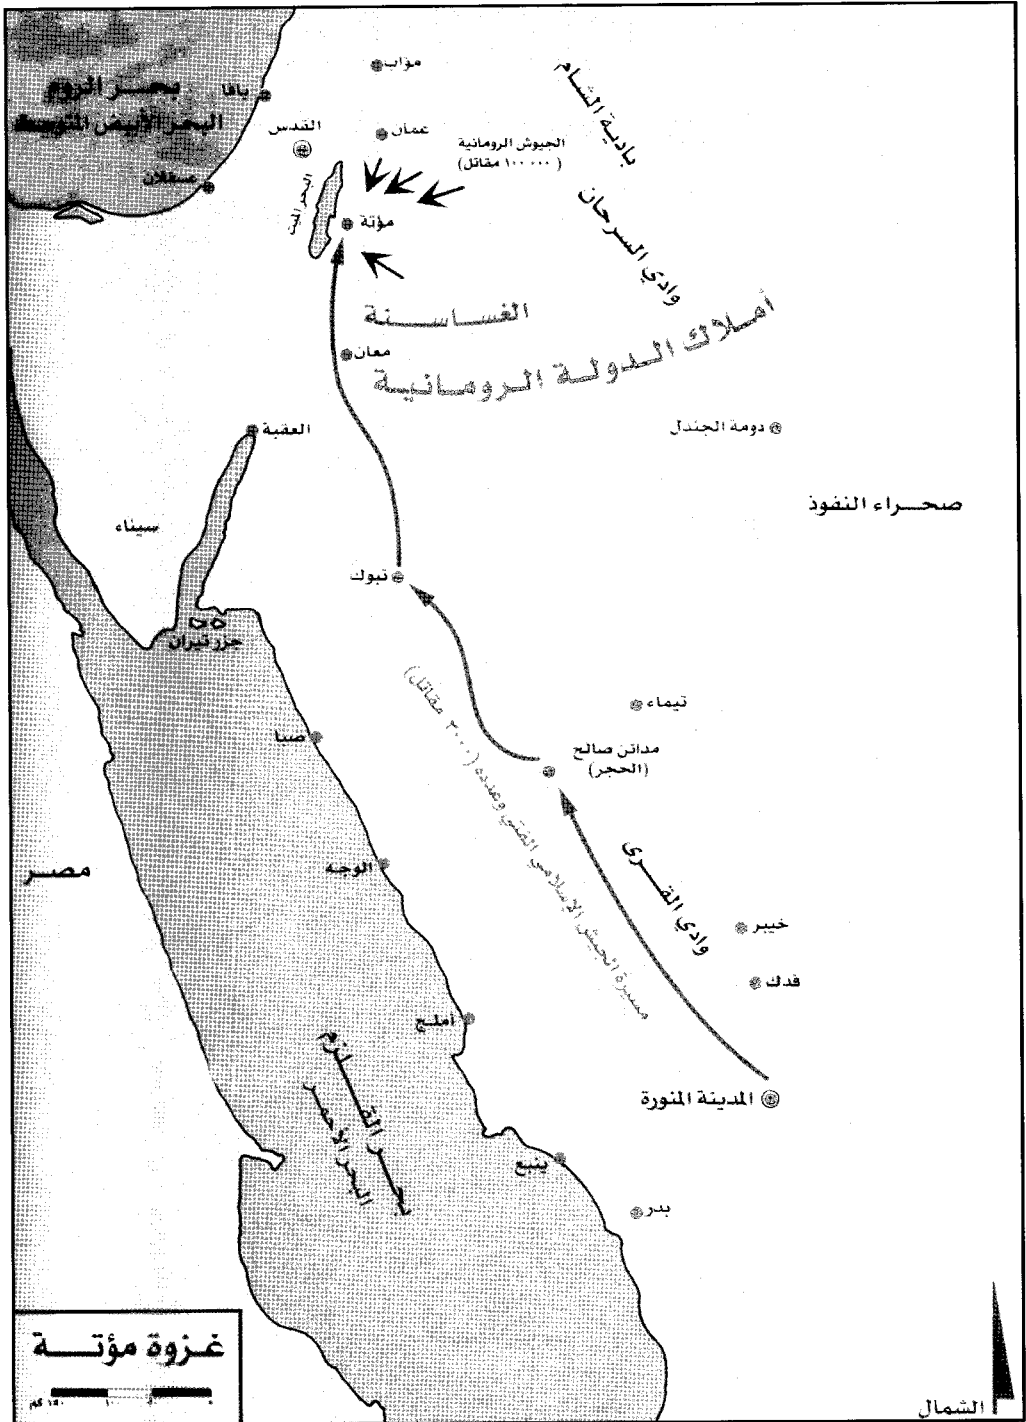 بحر الروم
البحر الأبيض المتوسط
يافا
عسقلان
مؤاب
القدس
عمان
الجيوش الرومانية
(١٠٠٠٠٠ مقاتل)
بادية الشام
البحر الميت
مؤتة
وادي السرحان
الغساسنة
أملاك الدولة الرومانية
معان
العقبة
دومة الجندل
صحراء النفوذ
سيناء
تبوك
جزر تيران
تيماء
ضبا
مدائن صالح
(الحجر)
مسيرة الجيش الإسلامي الفتي وعدده (٣٠٠٠ مقاتل)
الوجه
مصر
وادي القرى
خيبر
فدك
أملج
المدينة المنورة
بحر القلزم
البحر الأحمر
ينبع
بدر
غزوة مؤتة
كم
الشمال